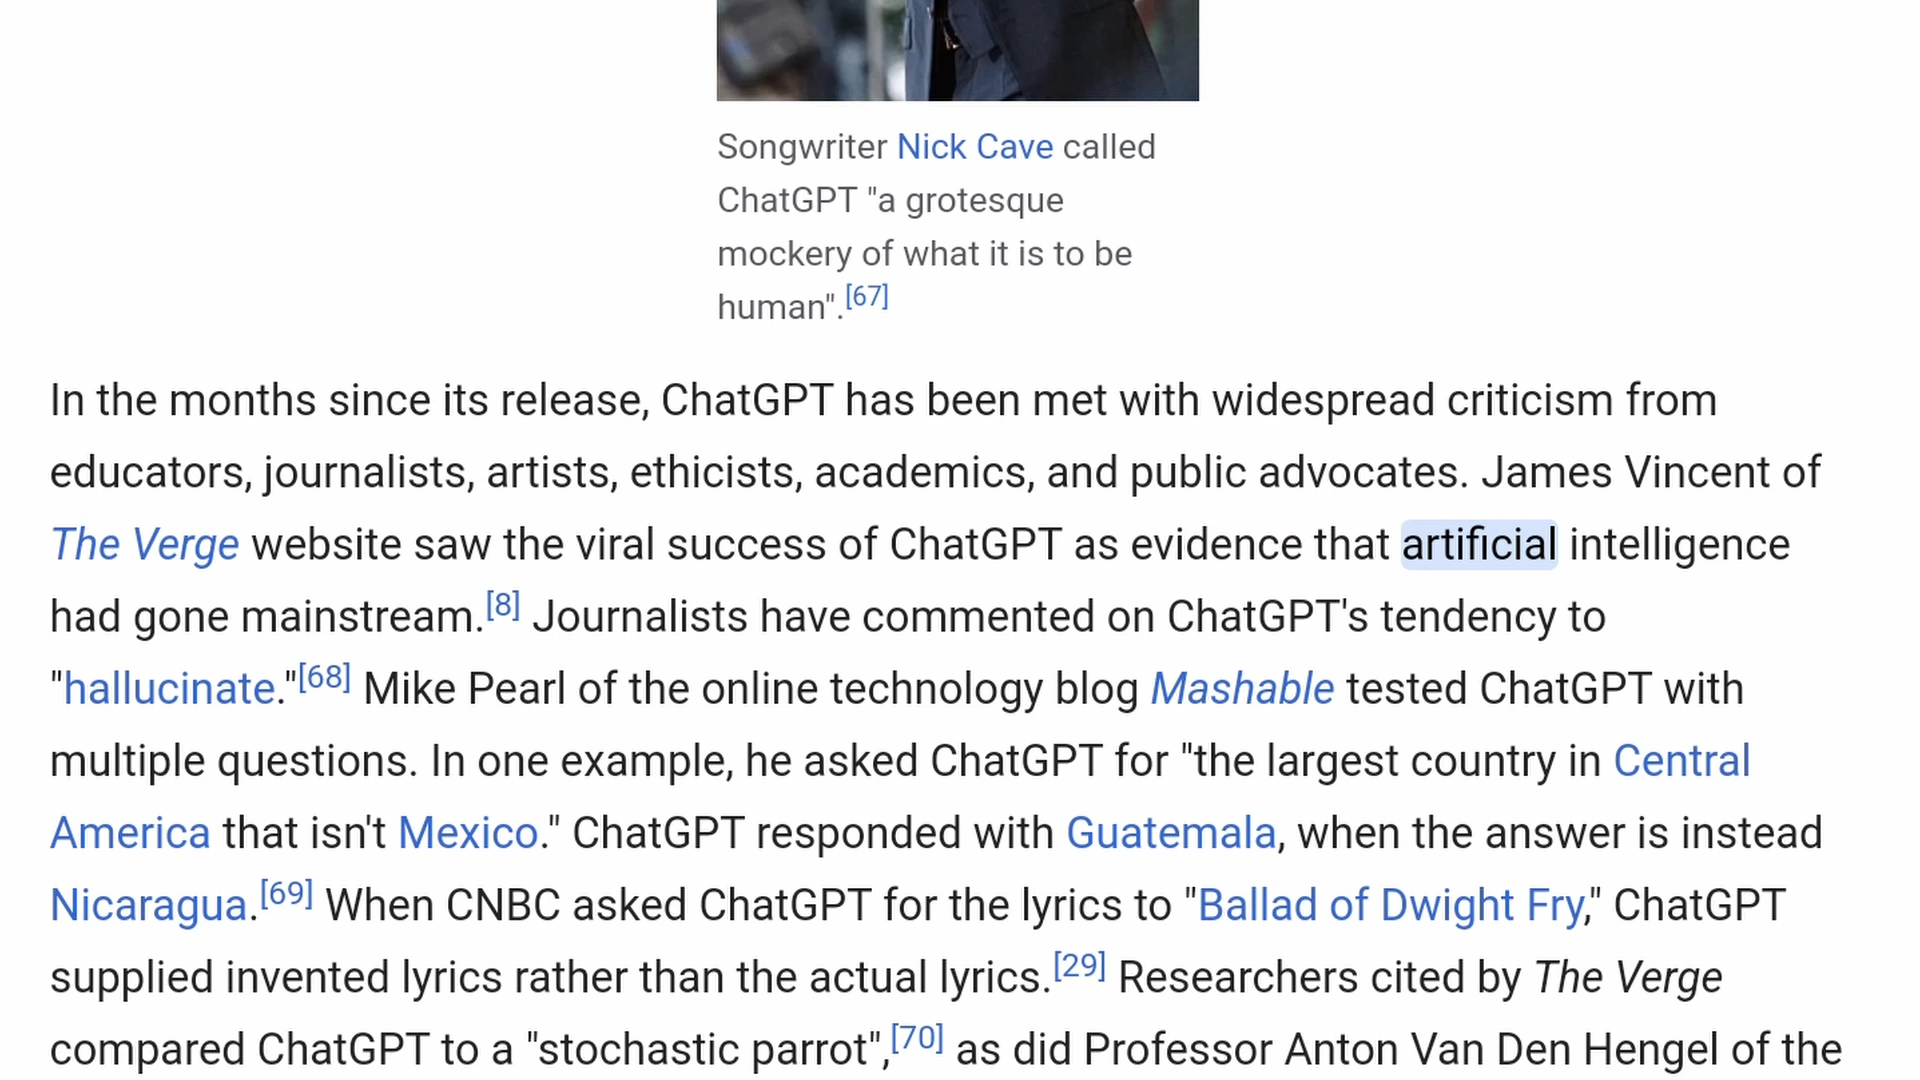 Songwriter Nick Cave called
ChatGPT "a grotesque
mockery of what it is to be
human".[67]
In the months since its release, ChatGPT has been met with widespread criticism from
educators, journalists, artists, ethicists, academics, and public advocates. James Vincent of
The Verge website saw the viral success of ChatGPT as evidence that artificial intelligence
had gone mainstream.[8] Journalists have commented on ChatGPT's tendency to
"hallucinate."[68] Mike Pearl of the online technology blog Mashable tested ChatGPT with
multiple questions. In one example, he asked ChatGPT for "the largest country in Central
America that isn't Mexico." ChatGPT responded with Guatemala, when the answer is instead
Nicaragua.[69] When CNBC asked ChatGPT for the lyrics to "Ballad of Dwight Fry," ChatGPT
supplied invented lyrics rather than the actual lyrics.[29] Researchers cited by The Verge
compared ChatGPT to a "stochastic parrot",[70] as did Professor Anton Van Den Hengel of the